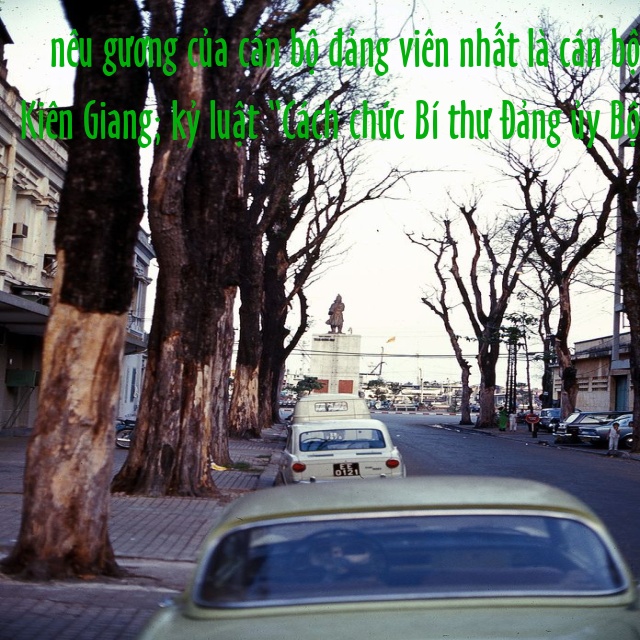 nêu gương của cán bộ đảng viên nhất là cán bộ
Kiên Giang; kỷ luật “Cách chức Bí thư Đảng ủy Bộ